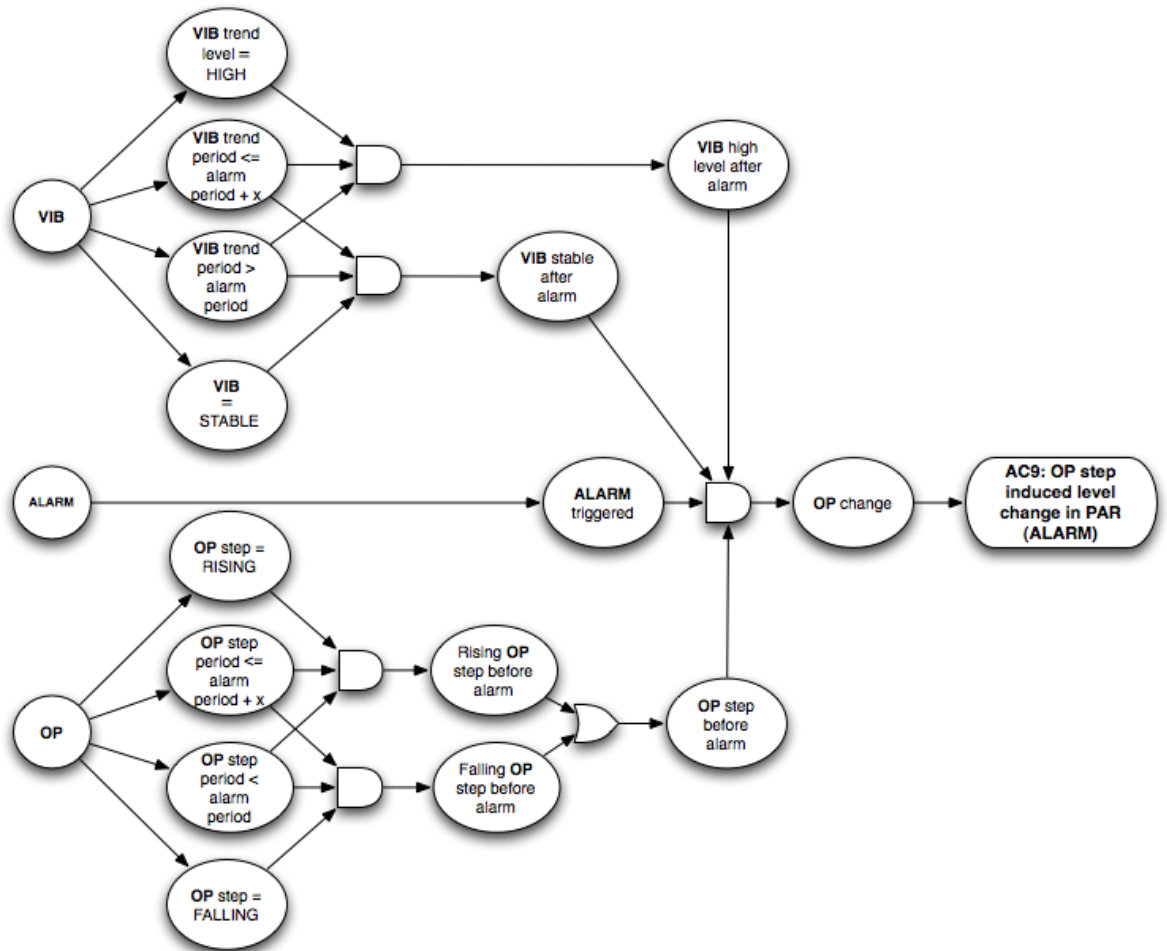 VIB trend
level =
HIGH
VIB trend
period <=
alarm
period + x
VIB high
level after
alarm
VIB
VIB trend
period >
alarm
period
VIB stable
after
alarm
VIB
=
STABLE
ALARM
ALARM
triggered
OP change
AC9: OP step
induced level
change in PAR
(ALARM)
OP step =
RISING
OP step
period <=
alarm
period + x
Rising OP
step before
alarm
OP
OP step
before
alarm
OP step
period <
alarm
period
Falling OP
step before
alarm
OP step =
FALLING